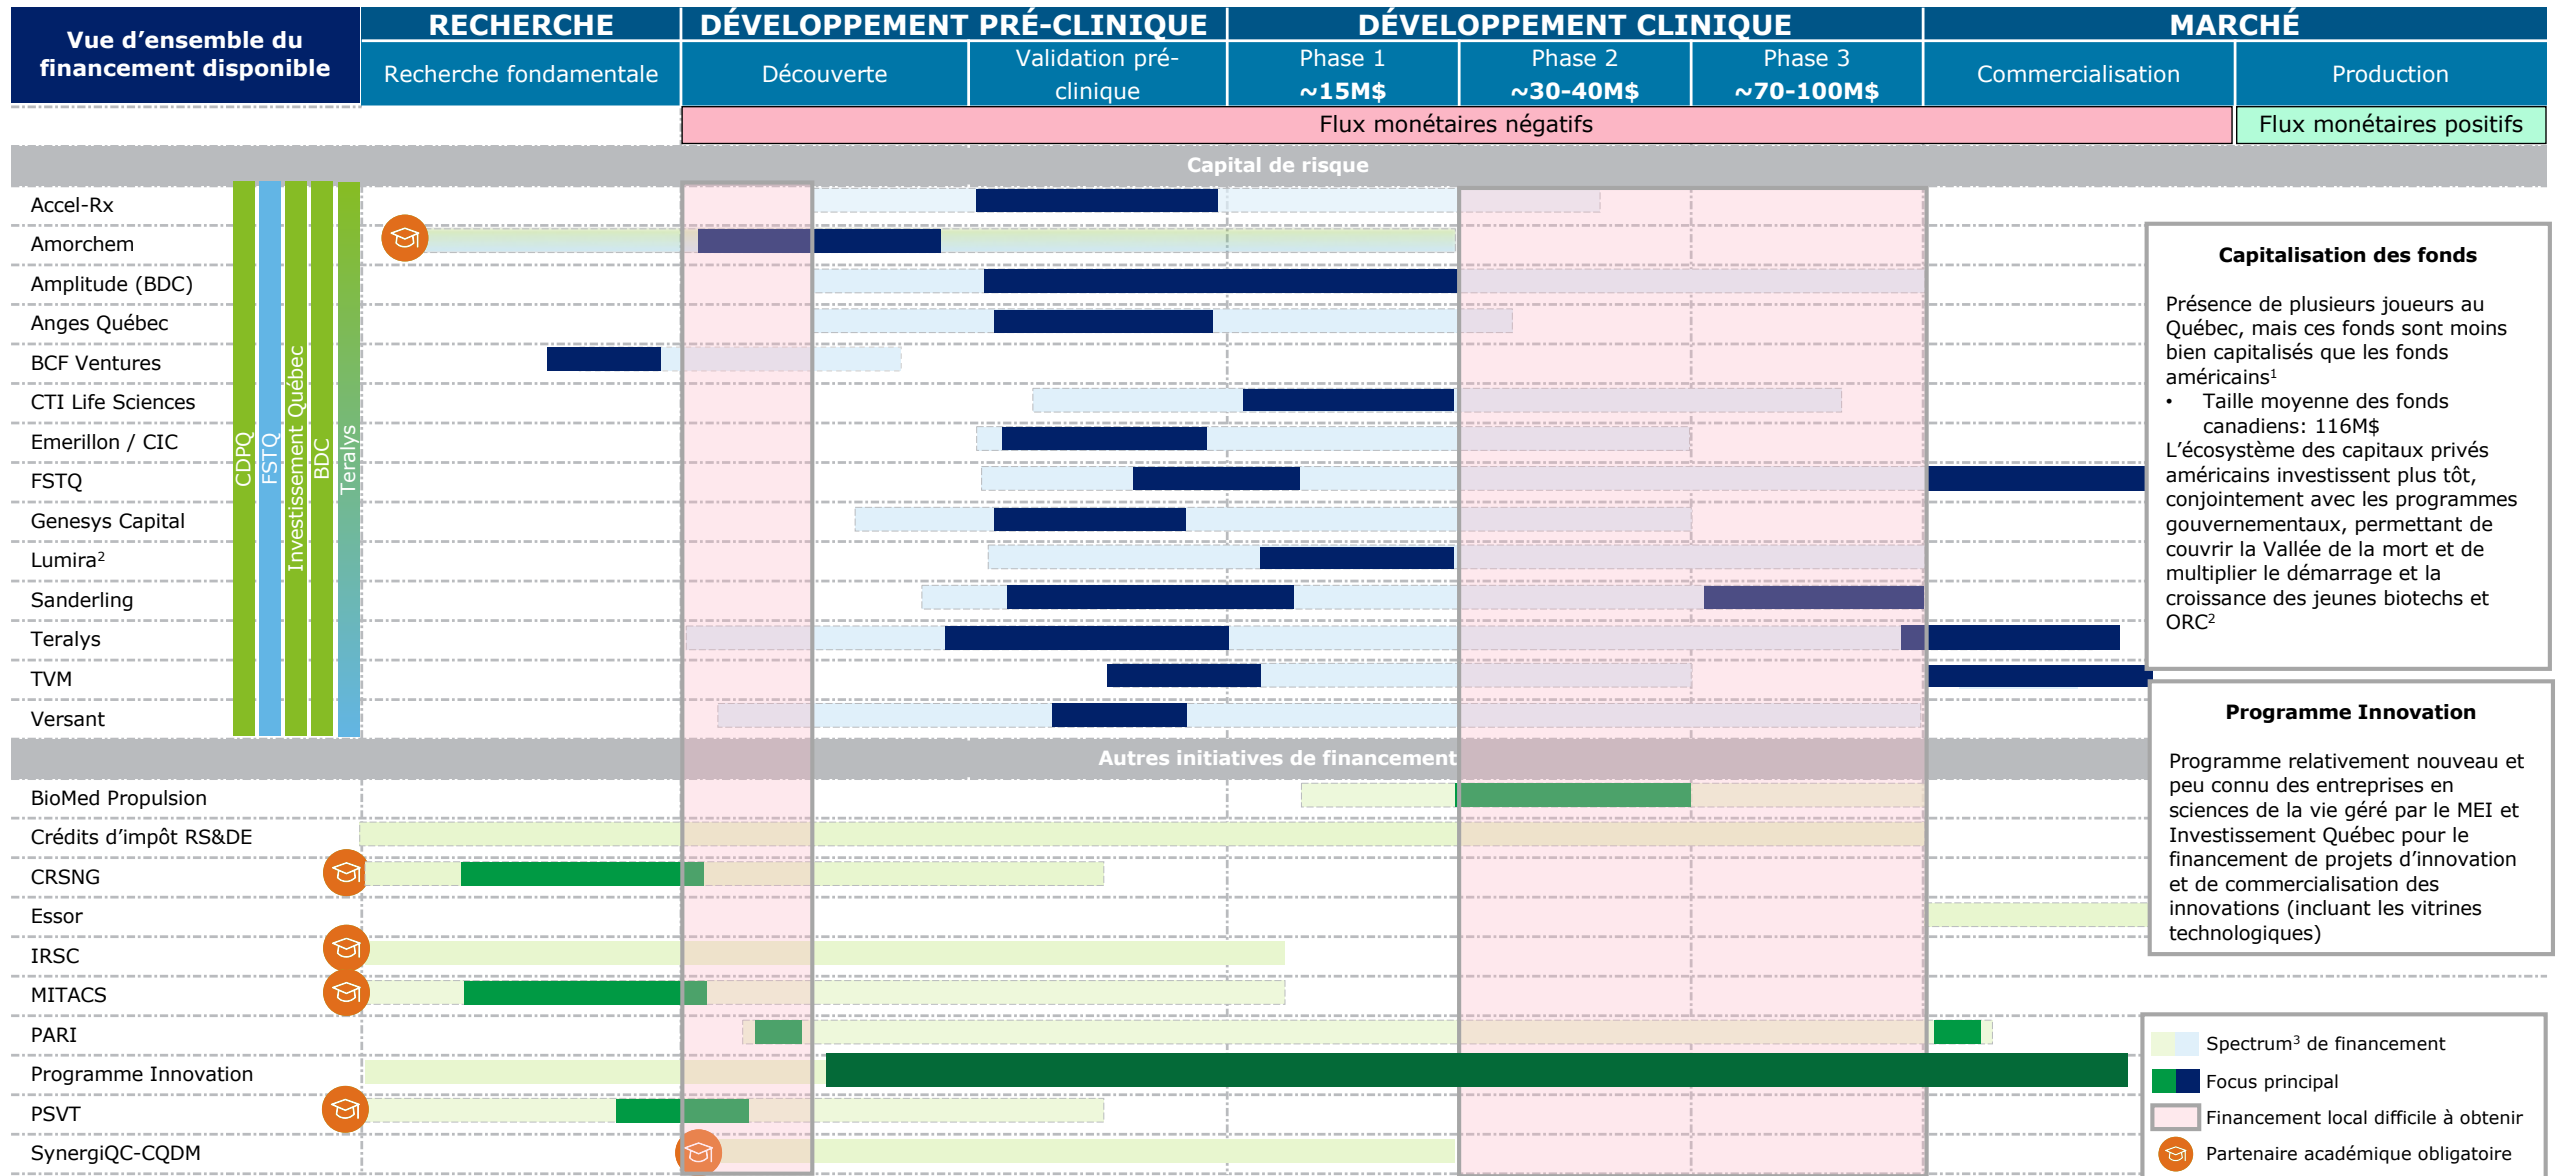 Vue d'ensemble du
financement disponible
RECHERCHE
DÉVELOPPEMENT PRÉ-CLINIQUE
DÉVELOPPEMENT CLINIQUE
MARCHÉ
Recherche fondamentale
Découverte
Validation pré-
clinique
Phase 1
~15M$
Phase 2
~30-40M$
Phase 3
~70-100M$
Commercialisation
Production
Flux monétaires négatifs
Flux monétaires positifs
Capital de risque
CDPQ
FSTQ
Investissement Québec
BDC
Teralys
Accel-Rx
Amorchem
Amplitude (BDC)
Anges Québec
BCF Ventures
CTI Life Sciences
Emerillon / CIC
FSTQ
Genesys Capital
Lumira²
Sanderling
Teralys
TVM
Versant
Capitalisation des fonds
Présence de plusieurs joueurs au
Québec, mais ces fonds sont moins
bien capitalisés que les fonds
américains¹
• Taille moyenne des fonds
canadiens: 116M$
L'écosystème des capitaux privés
américains investissent plus tôt,
conjointement avec les programmes
gouvernementaux, permettant de
couvrir la Vallée de la mort et de
multiplier le démarrage et la
croissance des jeunes biotechs et
ORC²
Programme Innovation
Programme relativement nouveau et
peu connu des entreprises en
sciences de la vie géré par le MEI et
Investissement Québec pour le
financement de projets d'innovation
et de commercialisation des
innovations (incluant les vitrines
technologiques)
Autres initiatives de financement
BioMed Propulsion
Crédits d'impôt RS&DE
CRSNG
Essor
IRSC
MITACS
PARI
Programme Innovation
PSVT
SynergiQC-CQDM
Spectrum³ de financement
Focus principal
Financement local difficile à obtenir
Partenaire académique obligatoire